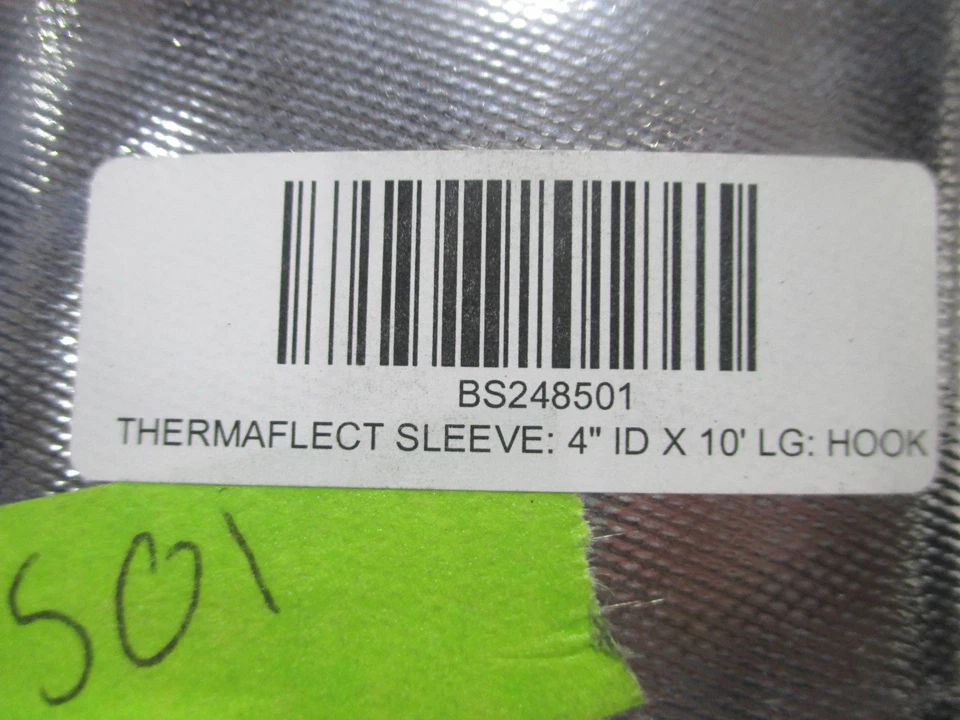 BS248501
THERMAFLECT SLEEVE: 4" ID X 10' LG: HOOK
501